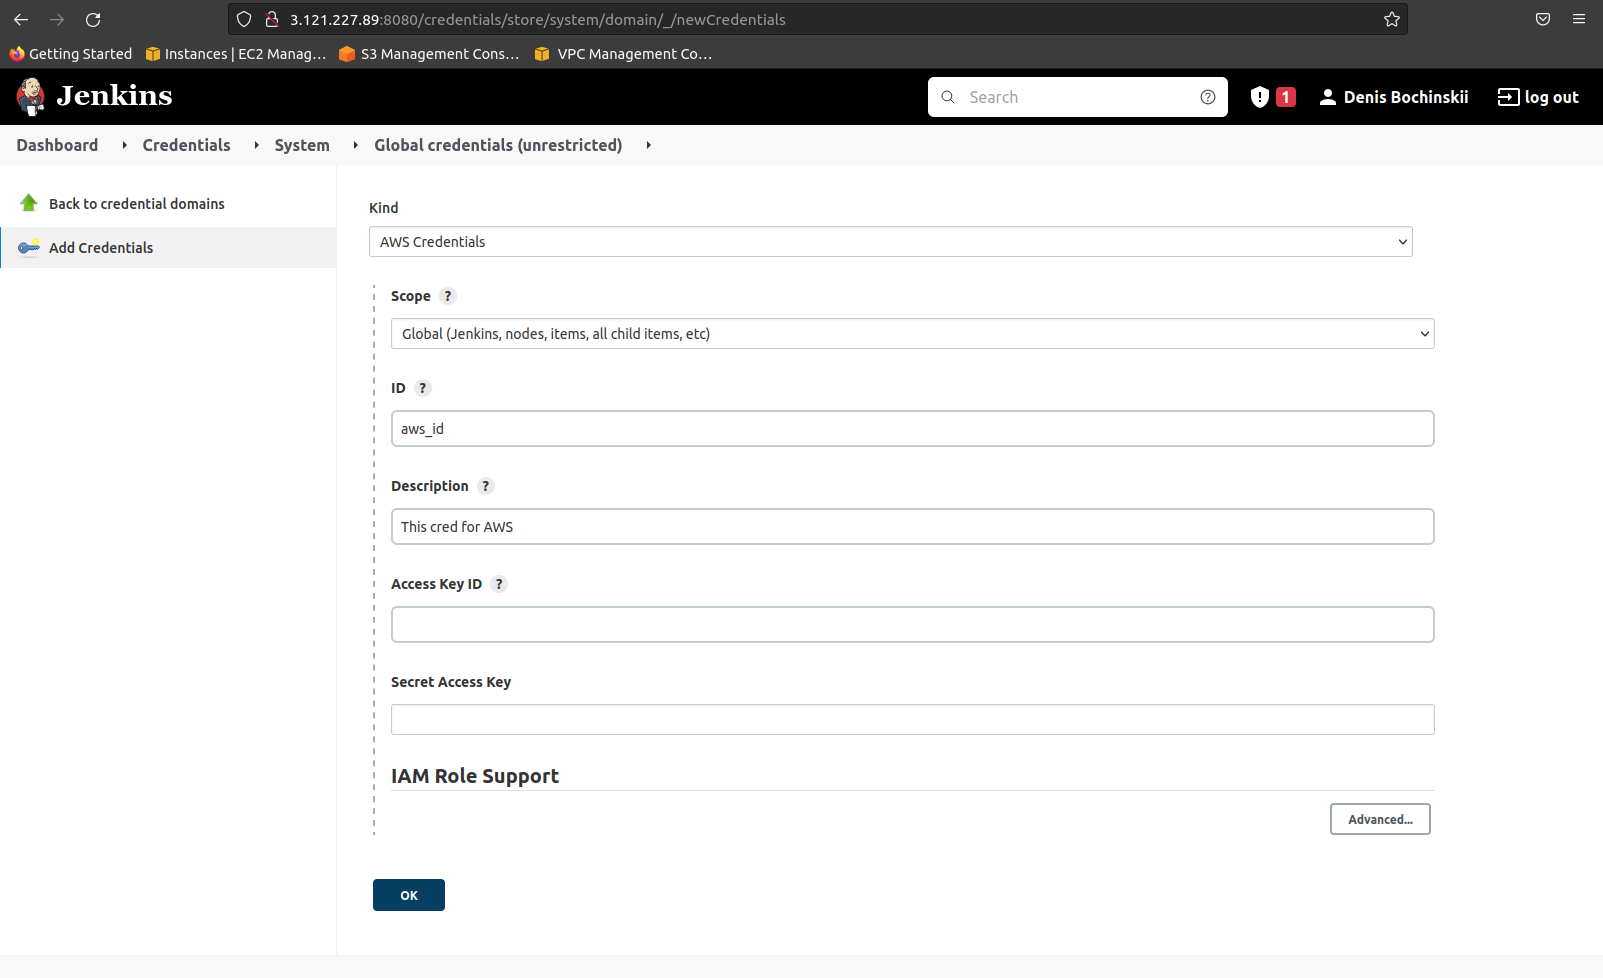 3.121.227.89:8080/credentials/store/system/domain/_/newCredentials
Getting Started Instances | EC2 Manag… S3 Management Cons… VPC Management Co…
Jenkins Search 1 Denis Bochinskii log out
Dashboard Credentials System Global credentials (unrestricted)
Back to credential domains
Add Credentials
Kind
AWS Credentials
Scope ?
Global (Jenkins, nodes, items, all child items, etc)
ID ?
aws_id
Description ?
This cred for AWS
Access Key ID ?
Secret Access Key
IAM Role Support
Advanced...
OK